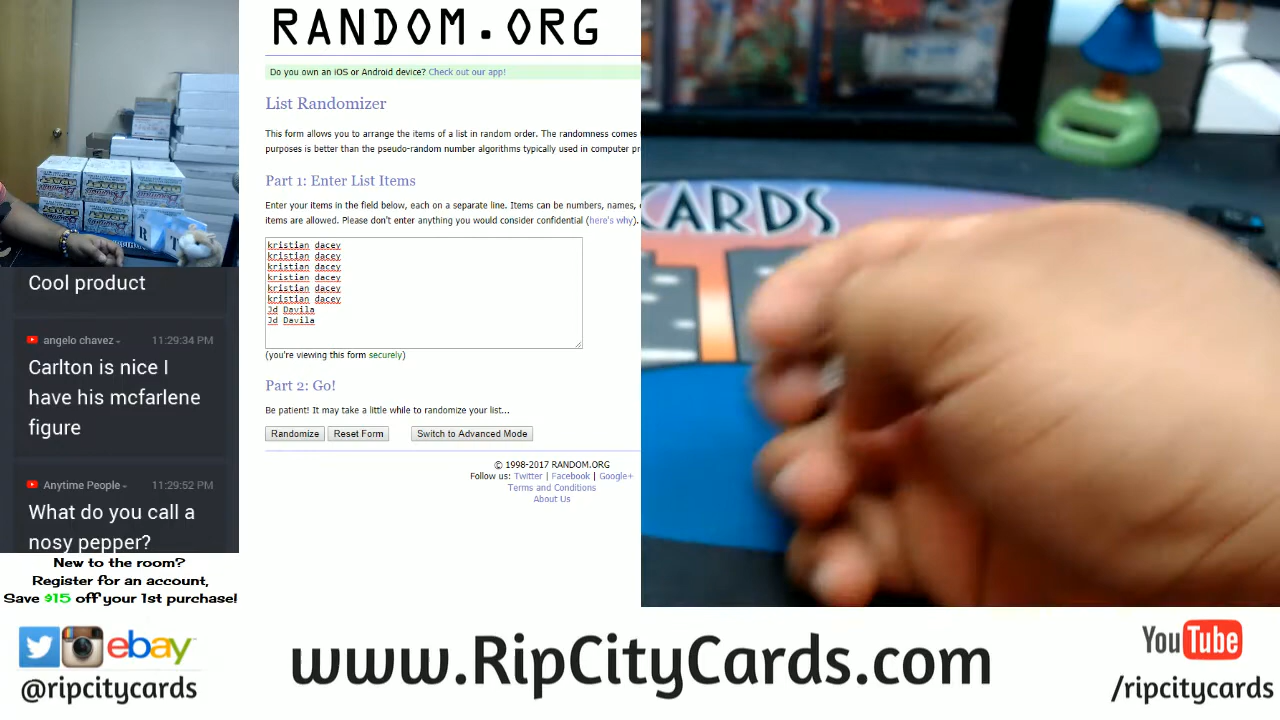 RANDOM.ORG
Do you own an iOS or Android device? Check out our app!
List Randomizer
This form allows you to arrange the items of a list in random order. The randomness comes
purposes is better than the pseudo-random number algorithms typically used in computer pr
Part 1: Enter List Items
Enter your items in the field below, each on a separate line. Items can be numbers, names,
items are allowed. Please don't enter anything you would consider confidential (here's why).
kristian dacey
kristian dacey
kristian dacey
kristian dacey
kristian dacey
kristian dacey
Jd Davila
Jd Davila
(you're viewing this form securely)
Part 2: Go!
Be patient! It may take a little while to randomize your list...
Randomize Reset Form Switch to Advanced Mode
© 1998-2017 RANDOM.ORG
Follow us: Twitter | Facebook | Google+
Terms and Conditions
About Us
CARDS
Cool product
angelo chavez 11:29:34 PM
Carlton is nice I
have his mcfarlene
figure
Anytime People 11:29:52 PM
What do you call a
nosy pepper?
New to the room?
Register for an account,
Save $15 off your 1st purchase!
ebay
@ripcitycards
www.RipCityCards.com
YouTube
/ripcitycards